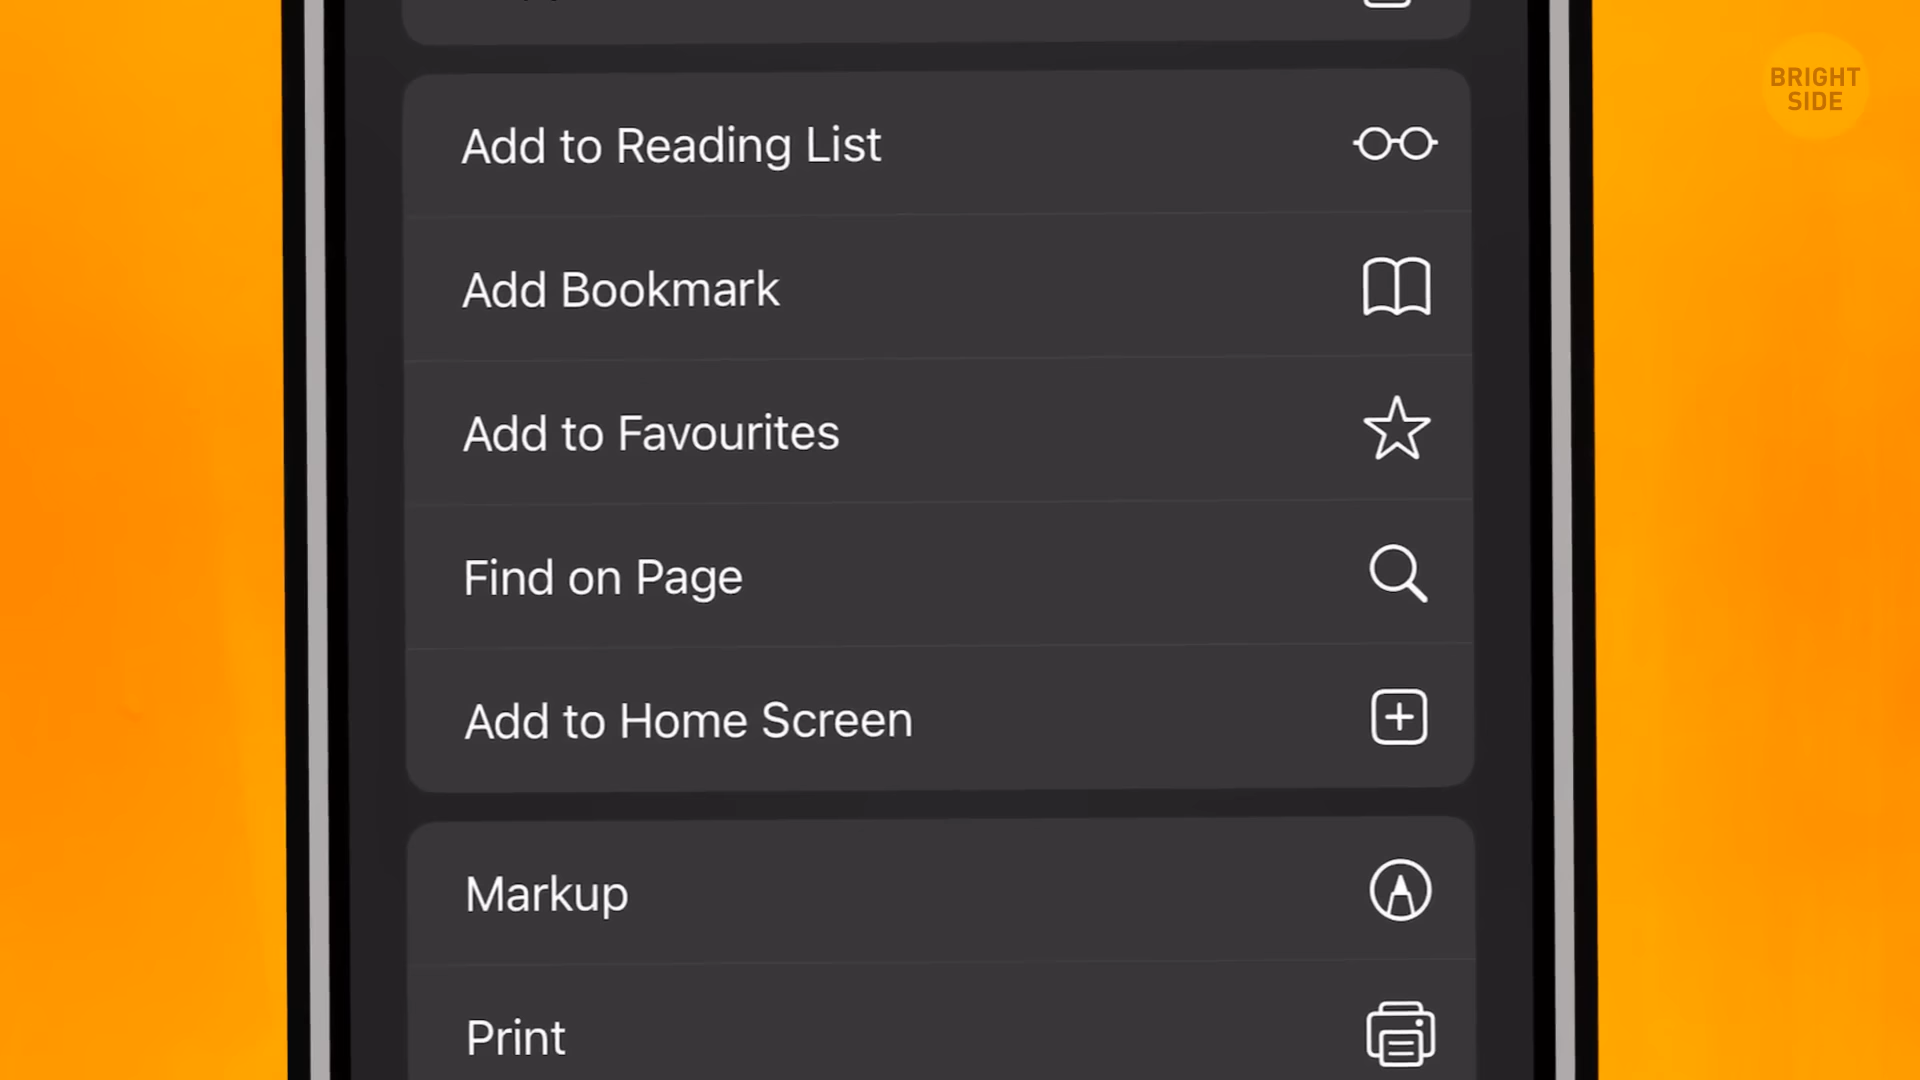 BRIGHT
SIDE
Add to Reading List
Add Bookmark
Add to Favourites
Find on Page
Add to Home Screen
Markup
Print